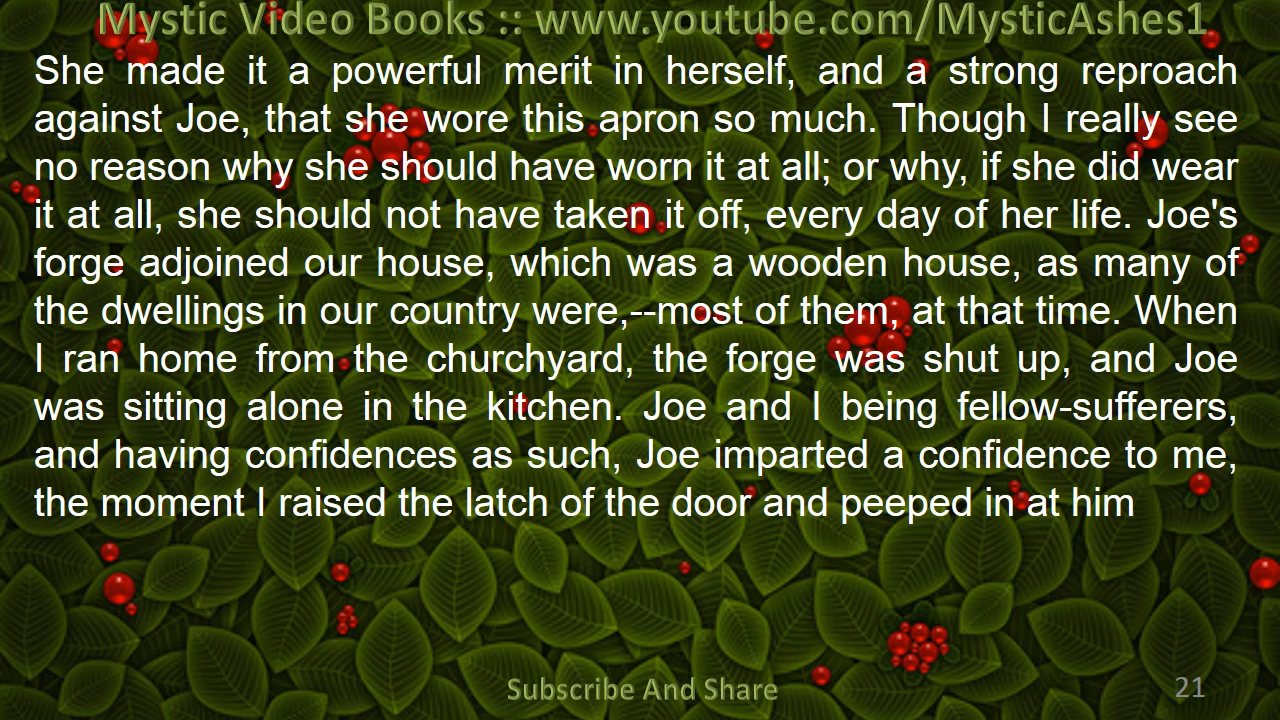 Mystic Video Books :: www.youtube.com/MysticAshes1
She made it a powerful merit in herself, and a strong reproach
against Joe, that she wore this apron so much. Though I really see
no reason why she should have worn it at all; or why, if she did wear
it at all, she should not have taken it off, every day of her life. Joe's
forge adjoined our house, which was a wooden house, as many of
the dwellings in our country were,--most of them, at that time. When
I ran home from the churchyard, the forge was shut up, and Joe
was sitting alone in the kitchen. Joe and I being fellow-sufferers,
and having confidences as such, Joe imparted a confidence to me,
the moment I raised the latch of the door and peeped in at him
Subscribe And Share
21